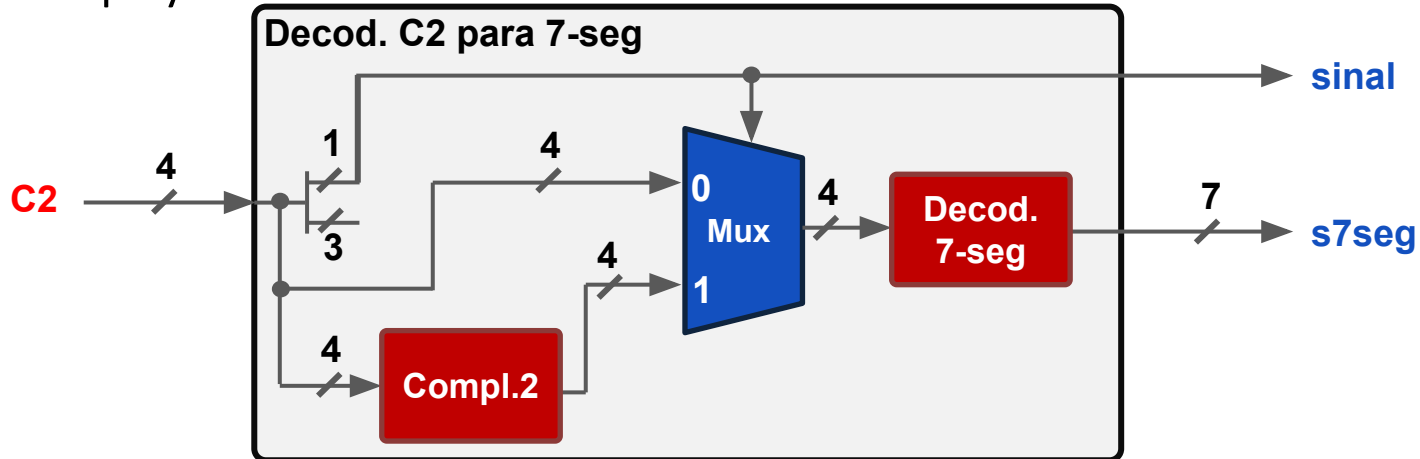 Decod. C2 para 7-seg
sinal
1
4
4
C2
3
0
Mux
1
4
Decod.
7-seg
7
s7seg
4
4
Compl.2